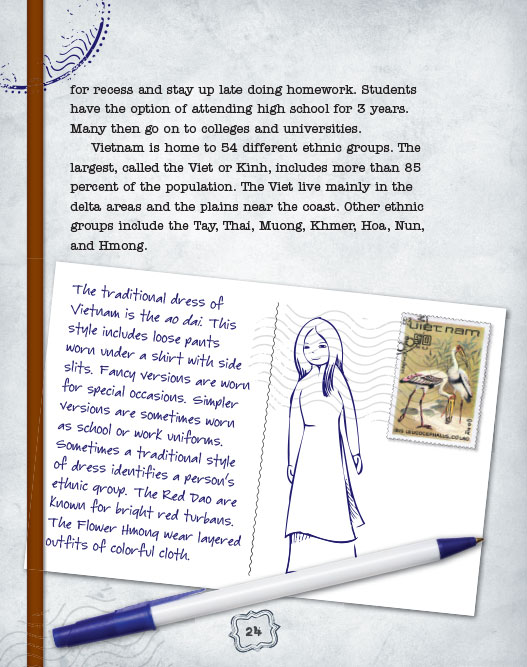 for recess and stay up late doing homework. Students
have the option of attending high school for 3 years.
Many then go on to colleges and universities.
Vietnam is home to 54 different ethnic groups. The
largest, called the Viet or Kinh, includes more than 85
percent of the population. The Viet live mainly in the
delta areas and the plains near the coast. Other ethnic
groups include the Tay, Thai, Muong, Khmer, Hoa, Nun,
and Hmong.
The traditional dress of
Vietnam is the ao dai. This
style includes loose pants
worn under a shirt with side
slits. Fancy versions are worn
for special occasions. Simpler
versions are sometimes worn
as school or work uniforms.
Sometimes a traditional style
of dress identifies a person's
ethnic group. The Red Dao are
known for bright red turbans.
The Flower Hmong wear layered
outfits of colorful cloth.
vietnam
IBIS LEUCOCEPHALUS, CÒ LAO
24